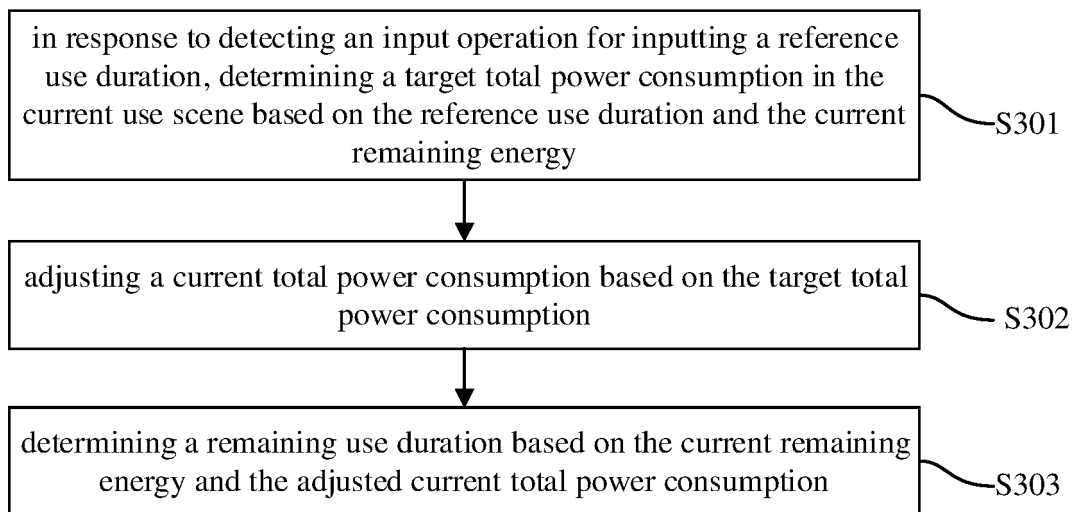 in response to detecting an input operation for inputting a reference
use duration, determining a target total power consumption in the
current use scene based on the reference use duration and the current
remaining energy
S301
adjusting a current total power consumption based on the target total
power consumption
S302
determining a remaining use duration based on the current remaining
energy and the adjusted current total power consumption
S303